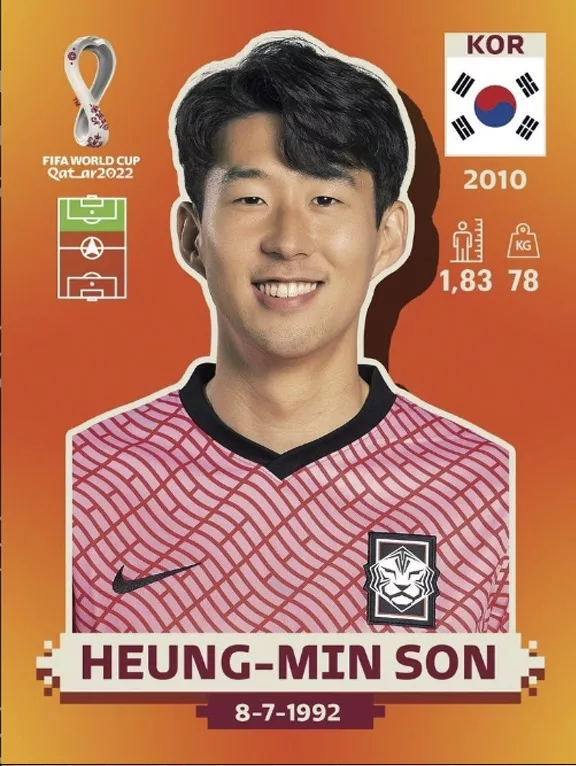 KOR
FIFA WORLD CUP
Qatar2022
2010
KG
1,83 78
HEUNG-MIN SON
8-7-1992